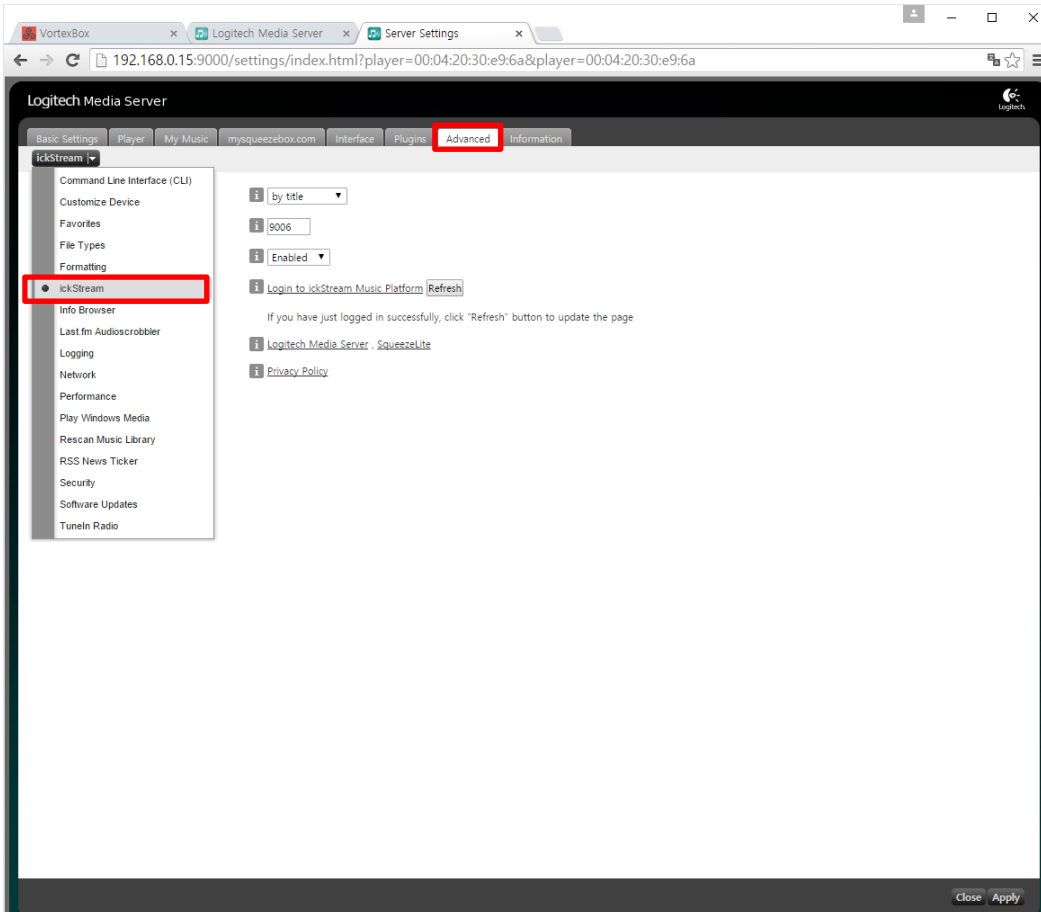 VortexBox
Logitech Media Server
Server Settings
192.168.0.15:9000/settings/index.html?player=00:04:20:30:e9:6a&player=00:04:20:30:e9:6a
Logitech Media Server
Logitech
Basic Settings Player My Music mysqueezebox.com Interface Plugins Advanced Information
ickStream
Command Line Interface (CLI)
Customize Device
Favorites
File Types
Formatting
ickStream
Info Browser
Last.fm Audioscrobbler
Logging
Network
Performance
Play Windows Media
Rescan Music Library
RSS News Ticker
Security
Software Updates
TuneIn Radio
i by title
i 9006
i Enabled
i Login to ickStream Music Platform Refresh
If you have just logged in successfully, click "Refresh" button to update the page
i Logitech Media Server , SqueezeLite
i Privacy Policy
Close Apply